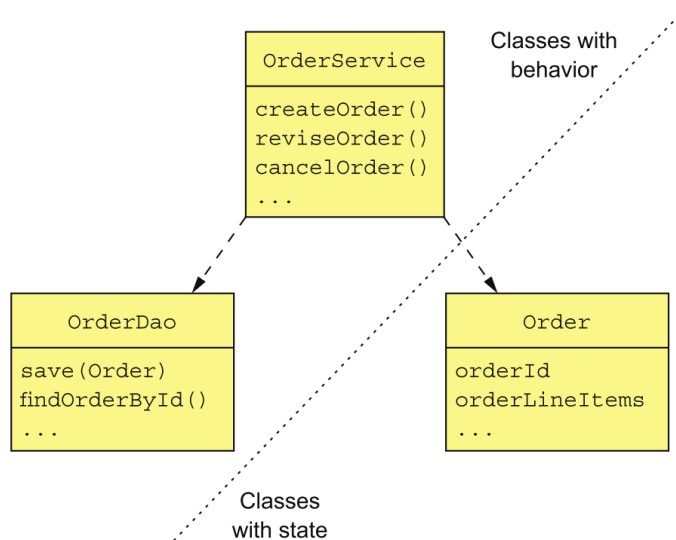 Classes with
behavior
OrderService
createOrder()
reviseOrder()
cancelOrder()
...
OrderDao
save(Order)
findOrderById()
...
Order
orderId
orderLineItems
...
Classes
with state